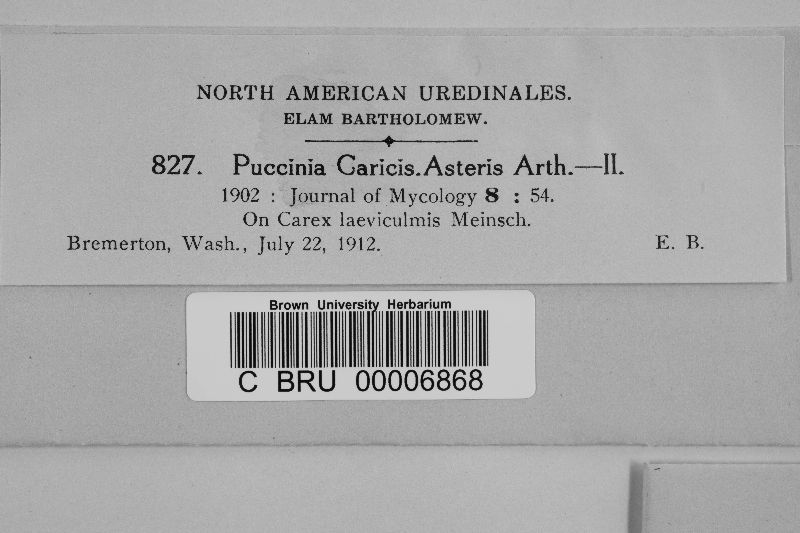 NORTH AMERICAN UREDINALES.
ELAM BARTHOLOMEW.
827. Puccinia Caricis.Asteris Arth.—II.
1902 : Journal of Mycology 8 : 54.
On Carex laeviculmis Meinsch.
Bremerton, Wash., July 22, 1912. E. B.
Brown University Herbarium
C BRU 00006868